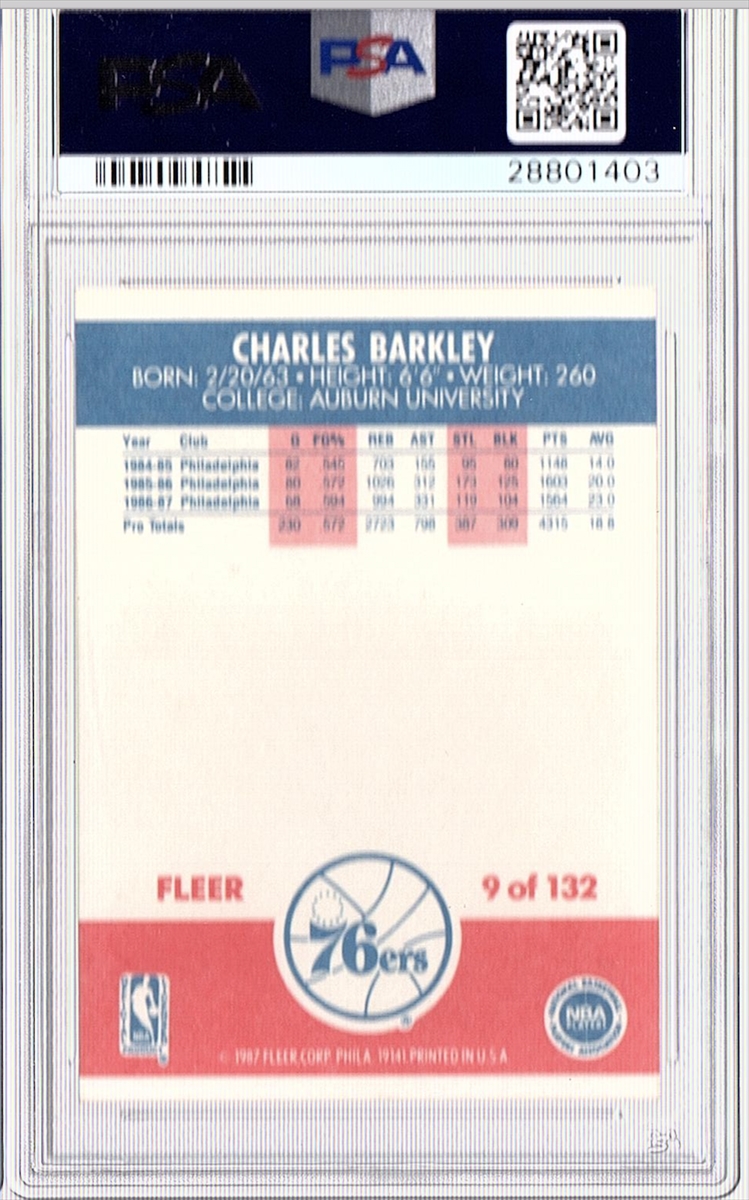 PSA
PSA
28801403
CHARLES BARKLEY
BORN: 2/20/63 • HEIGHT: 6'6" • WEIGHT: 260
COLLEGE: AUBURN UNIVERSITY
Year Club G FG% REB AST STL BLK PTS AVG
1984-85 Philadelphia 82 .545 703 155 95 80 1148 14.0
1985-86 Philadelphia 80 .572 1026 312 173 125 1603 20.0
1986-87 Philadelphia 68 .594 994 331 119 104 1564 23.0
Pro Totals 230 .572 2723 798 387 309 4315 18.8
FLEER 9 of 132
76ers
®
NBA
NBA
PLAYERS
© 1987 FLEER CORP. PHILA. 19141 PRINTED IN U.S.A.